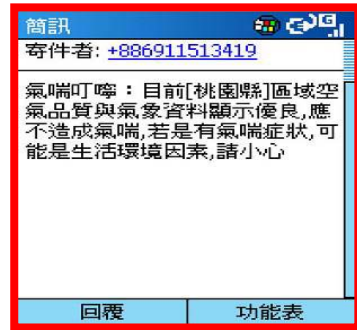 簡訊
寄件者: +886911513419
氣喘叮嚀：目前[桃園縣]區域空
氣品質與氣象資料顯示優良,應
不造成氣喘,若是有氣喘症狀,可
能是生活環境因素,請小心
回覆 功能表